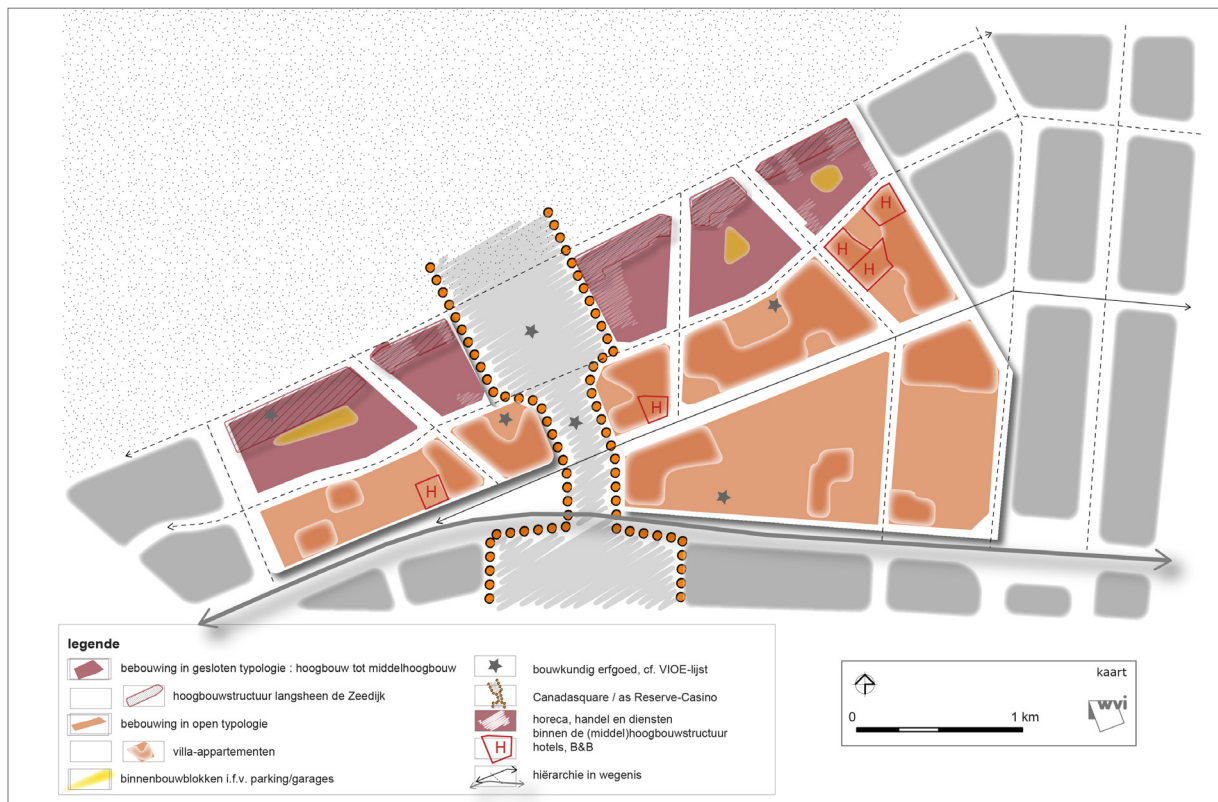 H
H
H
H
H
legende
bebouwing in gesloten typologie : hoogbouw tot middelhoogbouw
hoogbouwstructuur langsheen de Zeedijk
bebouwing in open typologie
villa-appartementen
binnenbouwblokken i.f.v. parking/garages
bouwkundig erfgoed, cf. VIOE-lijst
Canadasquare / as Reserve-Casino
horeca, handel en diensten
binnen de (middel)hoogbouwstructuur
H
hotels, B&B
hiërarchie in wegenis
kaart
0
1 km
wvi